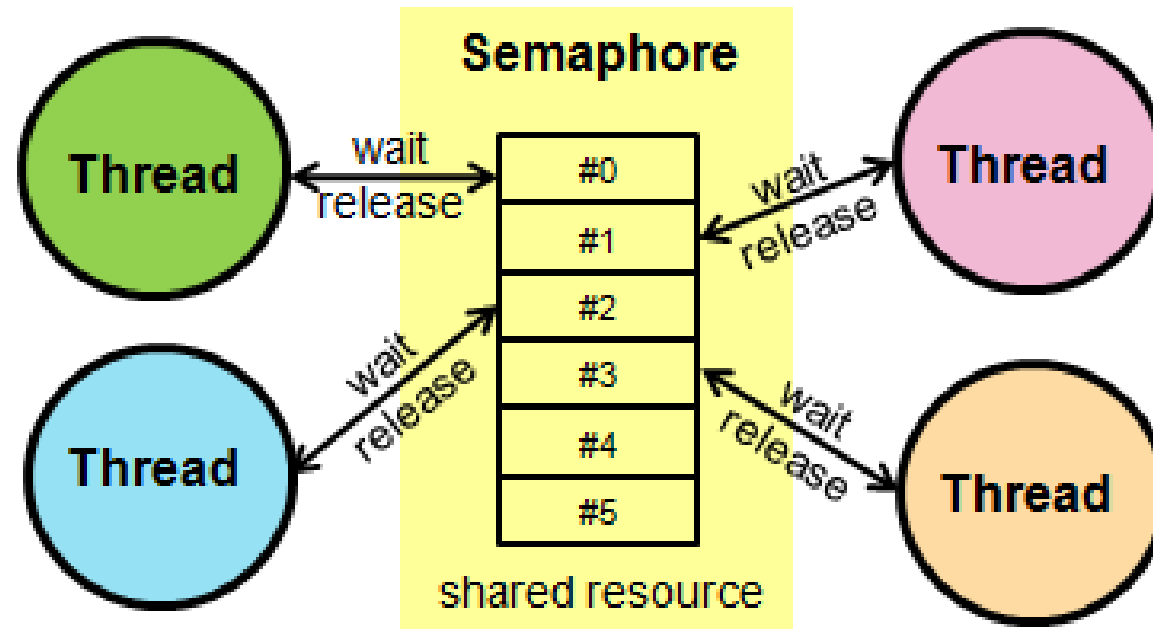 Semaphore
Thread
wait
release
#0
#1
#2
#3
#4
#5
wait
release
Thread
Thread
wait
release
wait
release
Thread
shared resource